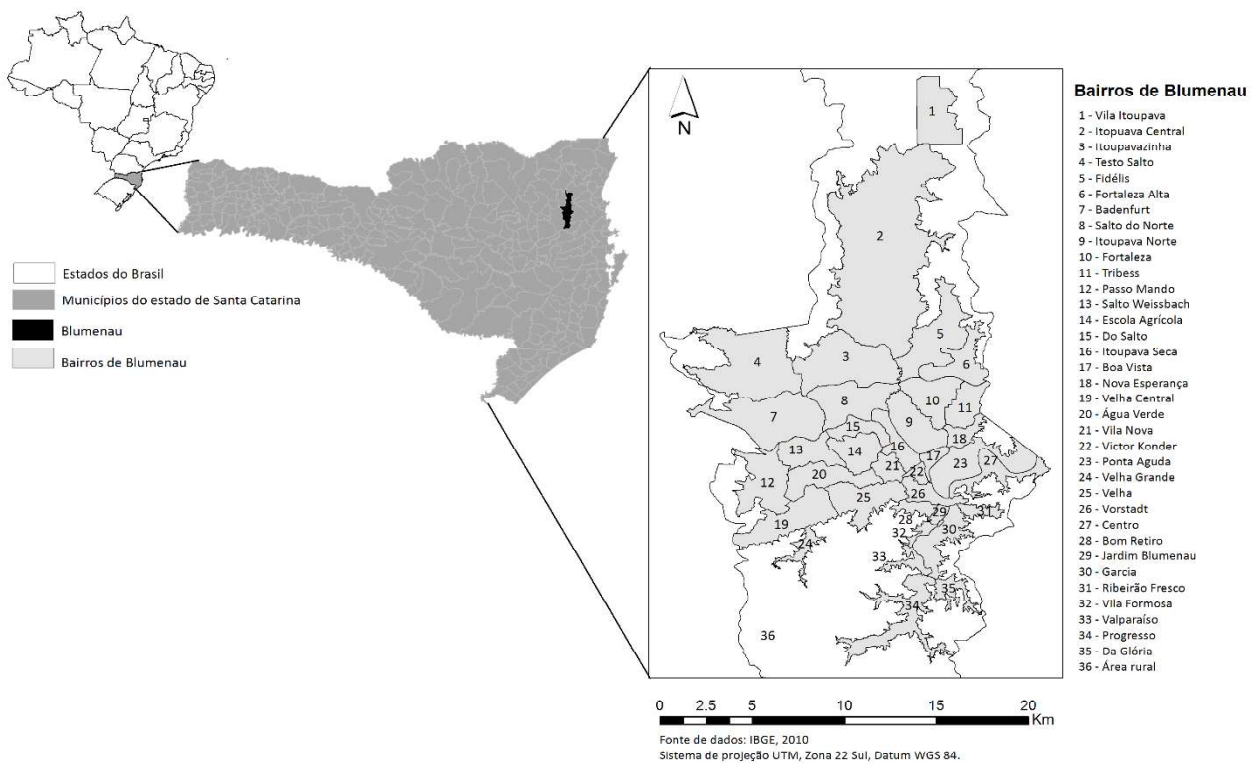 N
Estados do Brasil
Municípios do estado de Santa Catarina
Blumenau
Bairros de Blumenau
1
2
3
4
5
6
7
8
9
10
11
12
13
14
15
16
17
18
19
20
21
22
23
24
25
26
27
28
29
30
31
32
33
34
35
36
Bairros de Blumenau
1 - Vila Itoupava
2 - Itopuava Central
3 - Itoupavazinha
4 - Testo Salto
5 - Fidélis
6 - Fortaleza Alta
7 - Badenfurt
8 - Salto do Norte
9 - Itoupava Norte
10 - Fortaleza
11 - Tribess
12 - Passo Mando
13 - Salto Weissbach
14 - Escola Agrícola
15 - Do Salto
16 - Itoupava Seca
17 - Boa Vista
18 - Nova Esperança
19 - Velha Central
20 - Água Verde
21 - Vila Nova
22 - Victor Konder
23 - Ponta Aguda
24 - Velha Grande
25 - Velha
26 - Vorstadt
27 - Centro
28 - Bom Retiro
29 - Jardim Blumenau
30 - Garcia
31 - Ribeirão Fresco
32 - Vila Formosa
33 - Valparaíso
34 - Progresso
35 - Da Glória
36 - Área rural
0 2.5 5 10 15 20
Km
Fonte de dados: IBGE, 2010
Sistema de projeção UTM, Zona 22 Sul, Datum WGS 84.